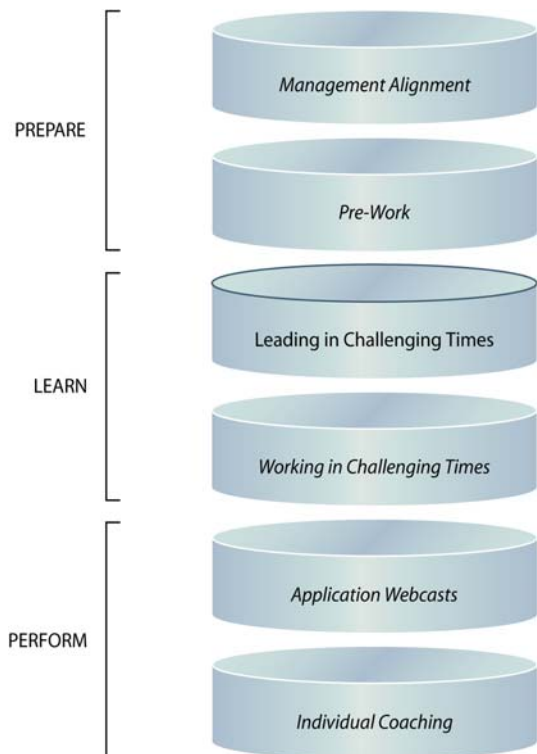 PREPARE
Management Alignment
Pre-Work
LEARN
Leading in Challenging Times
Working in Challenging Times
PERFORM
Application Webcasts
Individual Coaching